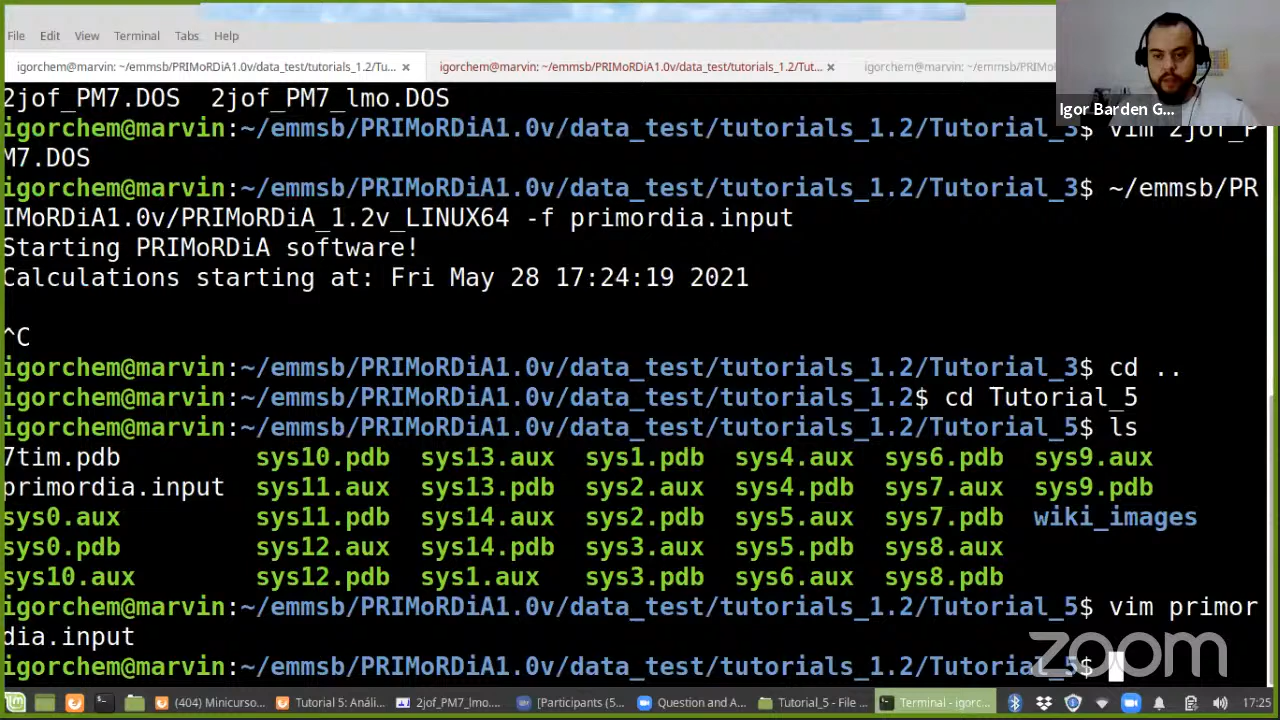 File Edit View Terminal Tabs Help
igorchem@marvin: ~/emmsb/PRIMoRDiA1.0v/data_test/tutorials_1.2/Tu... × igorchem@marvin: ~/emmsb/PRIMoRDiA1.0v/data_test/tutorials_1.2/Tut... × igorchem@marvin: ~/emmsb/PRIMoRD
Igor Barden G...
2jof_PM7.DOS 2jof_PM7_lmo.DOS
igorchem@marvin:~/emmsb/PRIMoRDiA1.0v/data_test/tutorials_1.2/Tutorial_3$ vim 2jof_P
M7.DOS
igorchem@marvin:~/emmsb/PRIMoRDiA1.0v/data_test/tutorials_1.2/Tutorial_3$ ~/emmsb/PR
IMoRDiA1.0v/PRIMoRDiA_1.2v_LINUX64 -f primordia.input
Starting PRIMoRDiA software!
Calculations starting at: Fri May 28 17:24:19 2021
^C
igorchem@marvin:~/emmsb/PRIMoRDiA1.0v/data_test/tutorials_1.2/Tutorial_3$ cd ..
igorchem@marvin:~/emmsb/PRIMoRDiA1.0v/data_test/tutorials_1.2$ cd Tutorial_5
igorchem@marvin:~/emmsb/PRIMoRDiA1.0v/data_test/tutorials_1.2/Tutorial_5$ ls
7tim.pdb sys10.pdb sys13.aux sys1.pdb sys4.aux sys6.pdb sys9.aux
primordia.input sys11.aux sys13.pdb sys2.aux sys4.pdb sys7.aux sys9.pdb
sys0.aux sys11.pdb sys14.aux sys2.pdb sys5.aux sys7.pdb wiki_images
sys0.pdb sys12.aux sys14.pdb sys3.aux sys5.pdb sys8.aux
sys10.aux sys12.pdb sys1.aux sys3.pdb sys6.aux sys8.pdb
igorchem@marvin:~/emmsb/PRIMoRDiA1.0v/data_test/tutorials_1.2/Tutorial_5$ vim primor
dia.input
igorchem@marvin:~/emmsb/PRIMoRDiA1.0v/data_test/tutorials_1.2/Tutorial_5$
zoom
(404) Minicurso... Tutorial 5: Análi... 2jof_PM7_lmo.... [Participants (5... Question and A... Tutorial_5 - File ... Terminal - igorc... 17:25